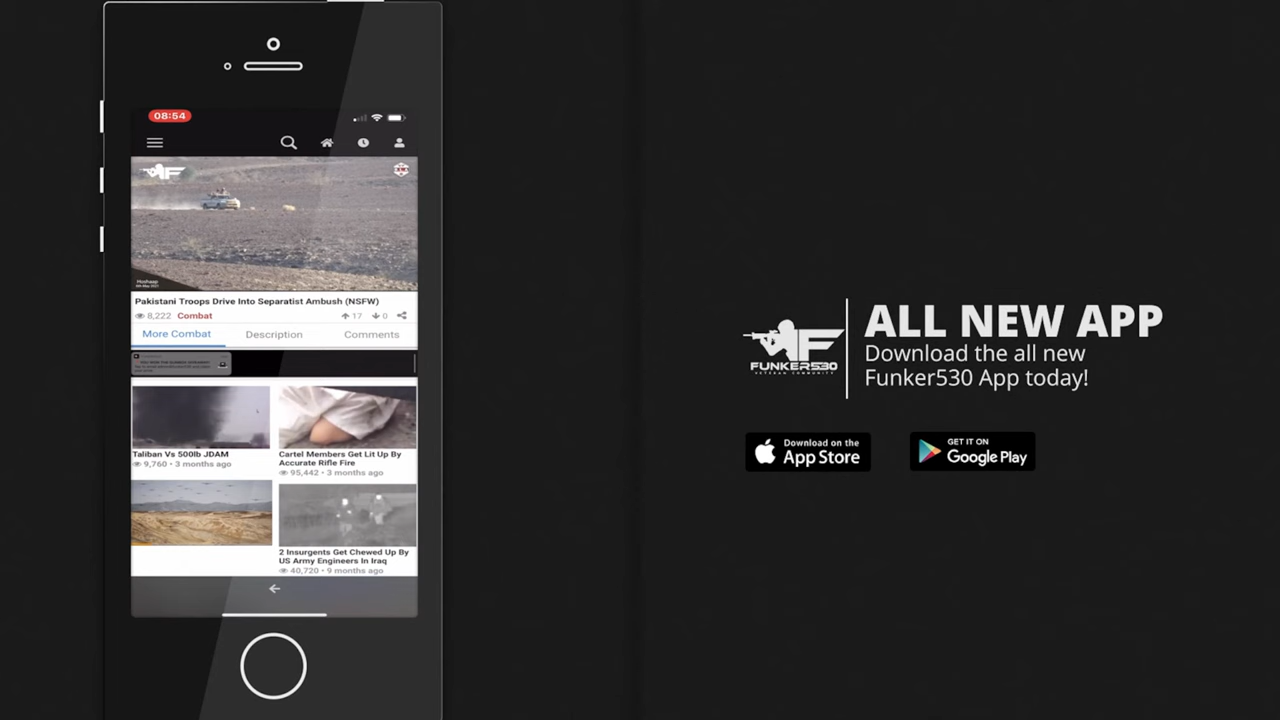 08:54
Hoshaap
Pakistani Troops Drive Into Separatist Ambush (NSFW)
8,222 Combat
17 0
More Combat Description Comments
Taliban Vs 500lb JDAM
9,760 • 3 months ago
Cartel Members Get Lit Up By
Accurate Rifle Fire
95,442 • 3 months ago
2 Insurgents Get Chewed Up By
US Army Engineers In Iraq
40,720 • 9 months ago
F
FUNKER530
VETERAN COMMUNITY
ALL NEW APP
Download the all new
Funker530 App today!
Download on the
App Store
GET IT ON
Google Play